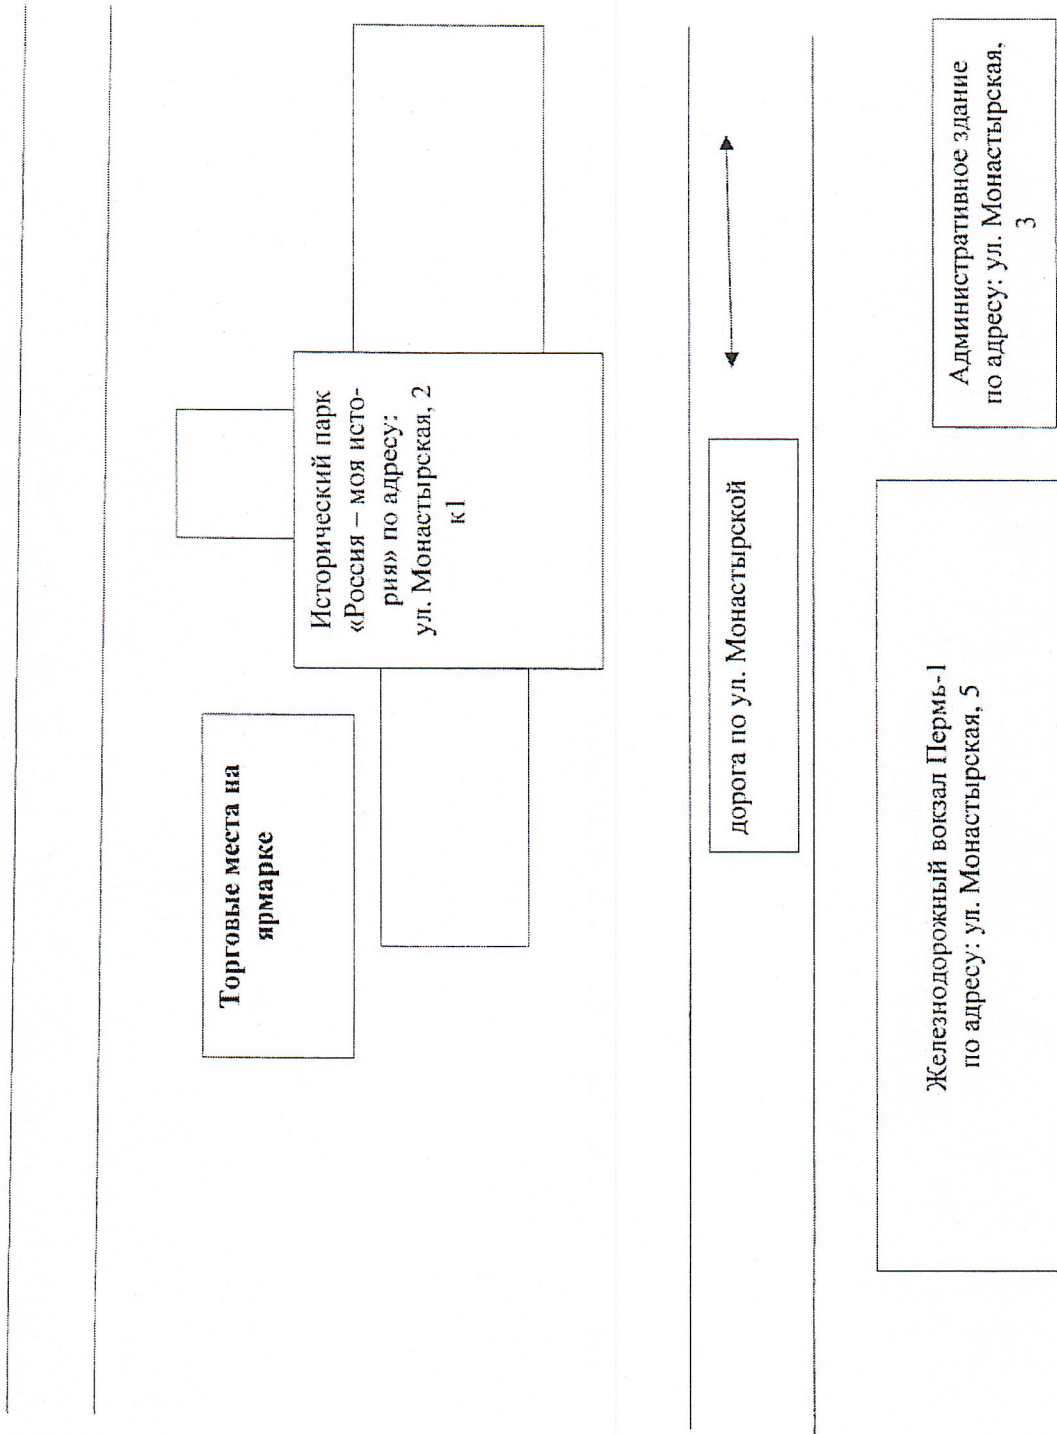 Торговые места на
ярмарке
Исторический парк
«Россия – моя исто-
рия» по адресу:
ул. Монастырская, 2
к1
дорога по ул. Монастырской
Железнодорожный вокзал Пермь-1
по адресу: ул. Монастырская, 5
Административное здание
по адресу: ул. Монастырская,
3